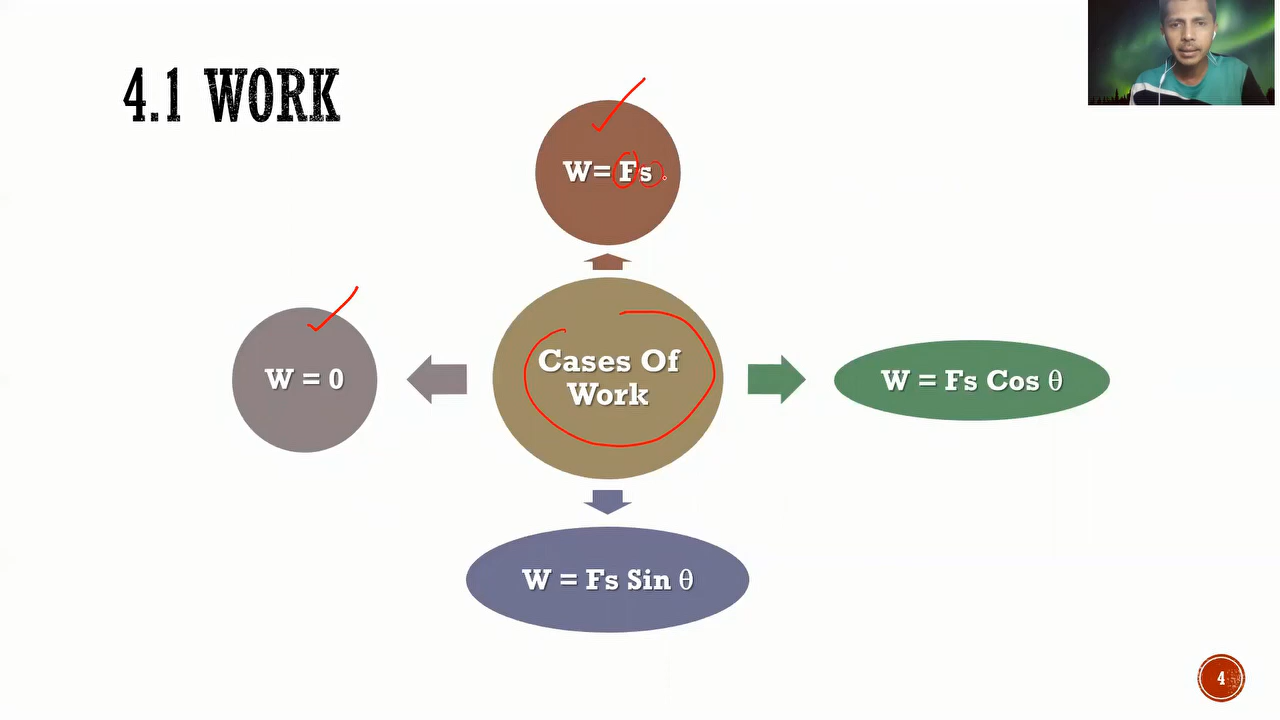 4.1 WORK
W= Fs
Cases Of
Work
W = 0
W = Fs Cos θ
W = Fs Sin θ
4